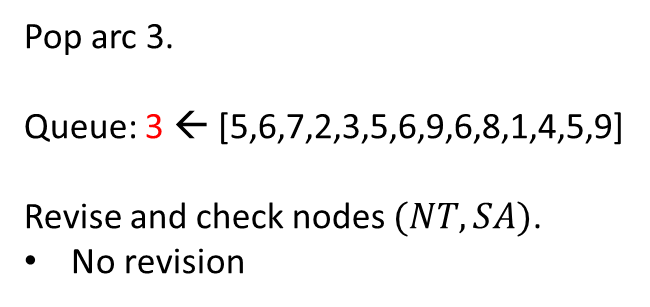 Pop arc 3.
Queue: 3 ← [5,6,7,2,3,5,6,9,6,8,1,4,5,9]
Revise and check nodes (NT, SA).
• No revision